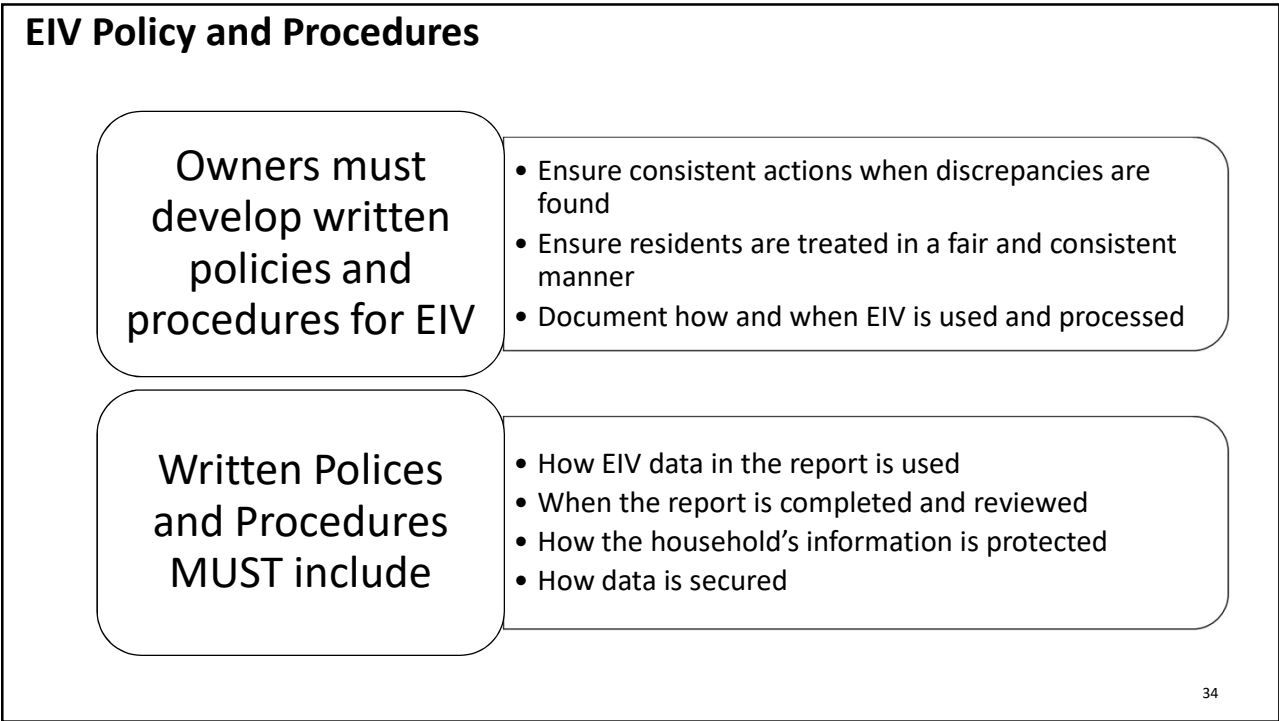 EIV Policy and Procedures
Owners must
develop written
policies and
procedures for EIV
• Ensure consistent actions when discrepancies are
found
• Ensure residents are treated in a fair and consistent
manner
• Document how and when EIV is used and processed
Written Polices
and Procedures
MUST include
• How EIV data in the report is used
• When the report is completed and reviewed
• How the household’s information is protected
• How data is secured
34